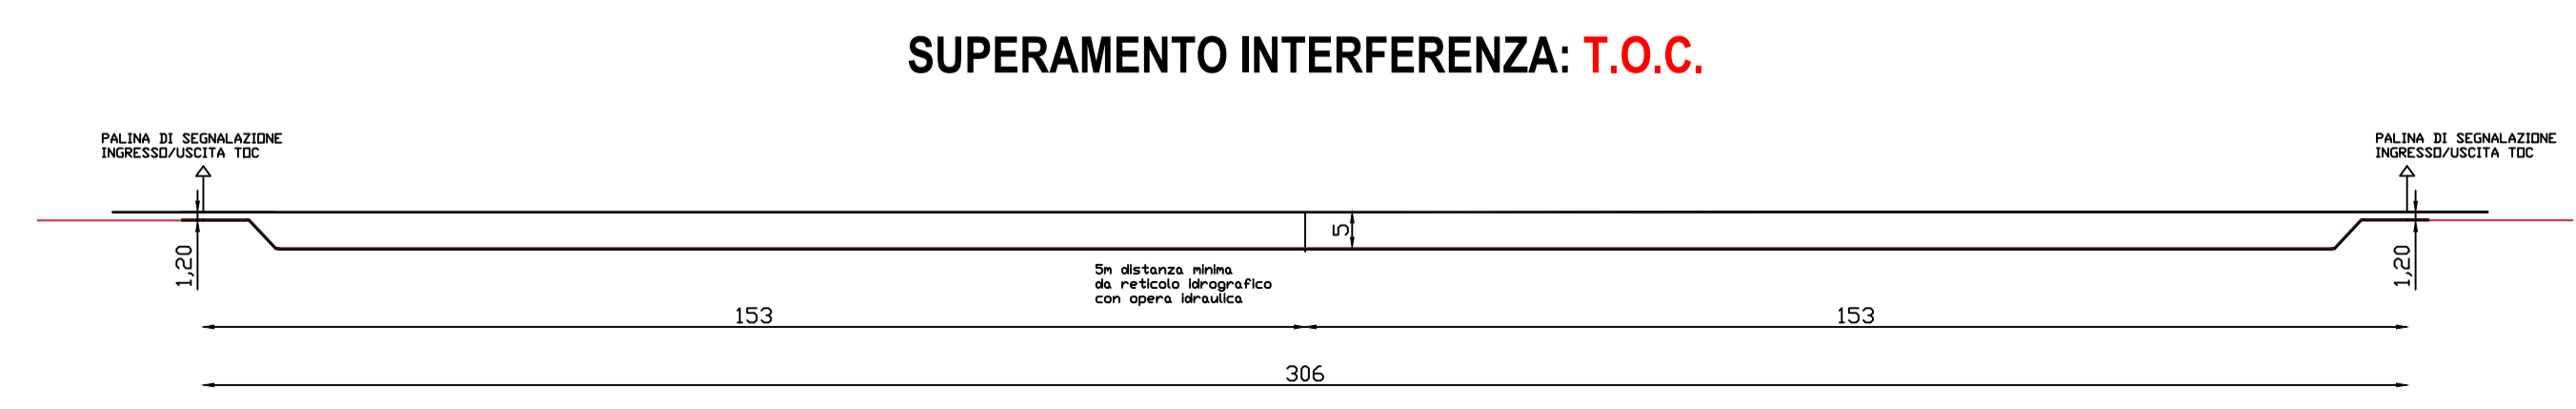 SUPERAMENTO INTERFERENZA: T.O.C.
PALINA DI SEGNALAZIONE
INGRESSO/USCITA TOC
PALINA DI SEGNALAZIONE
INGRESSO/USCITA TOC
1,20
5
1,20
5m distanza minima
da reticolo idrografico
con opera idraulica
153
153
306